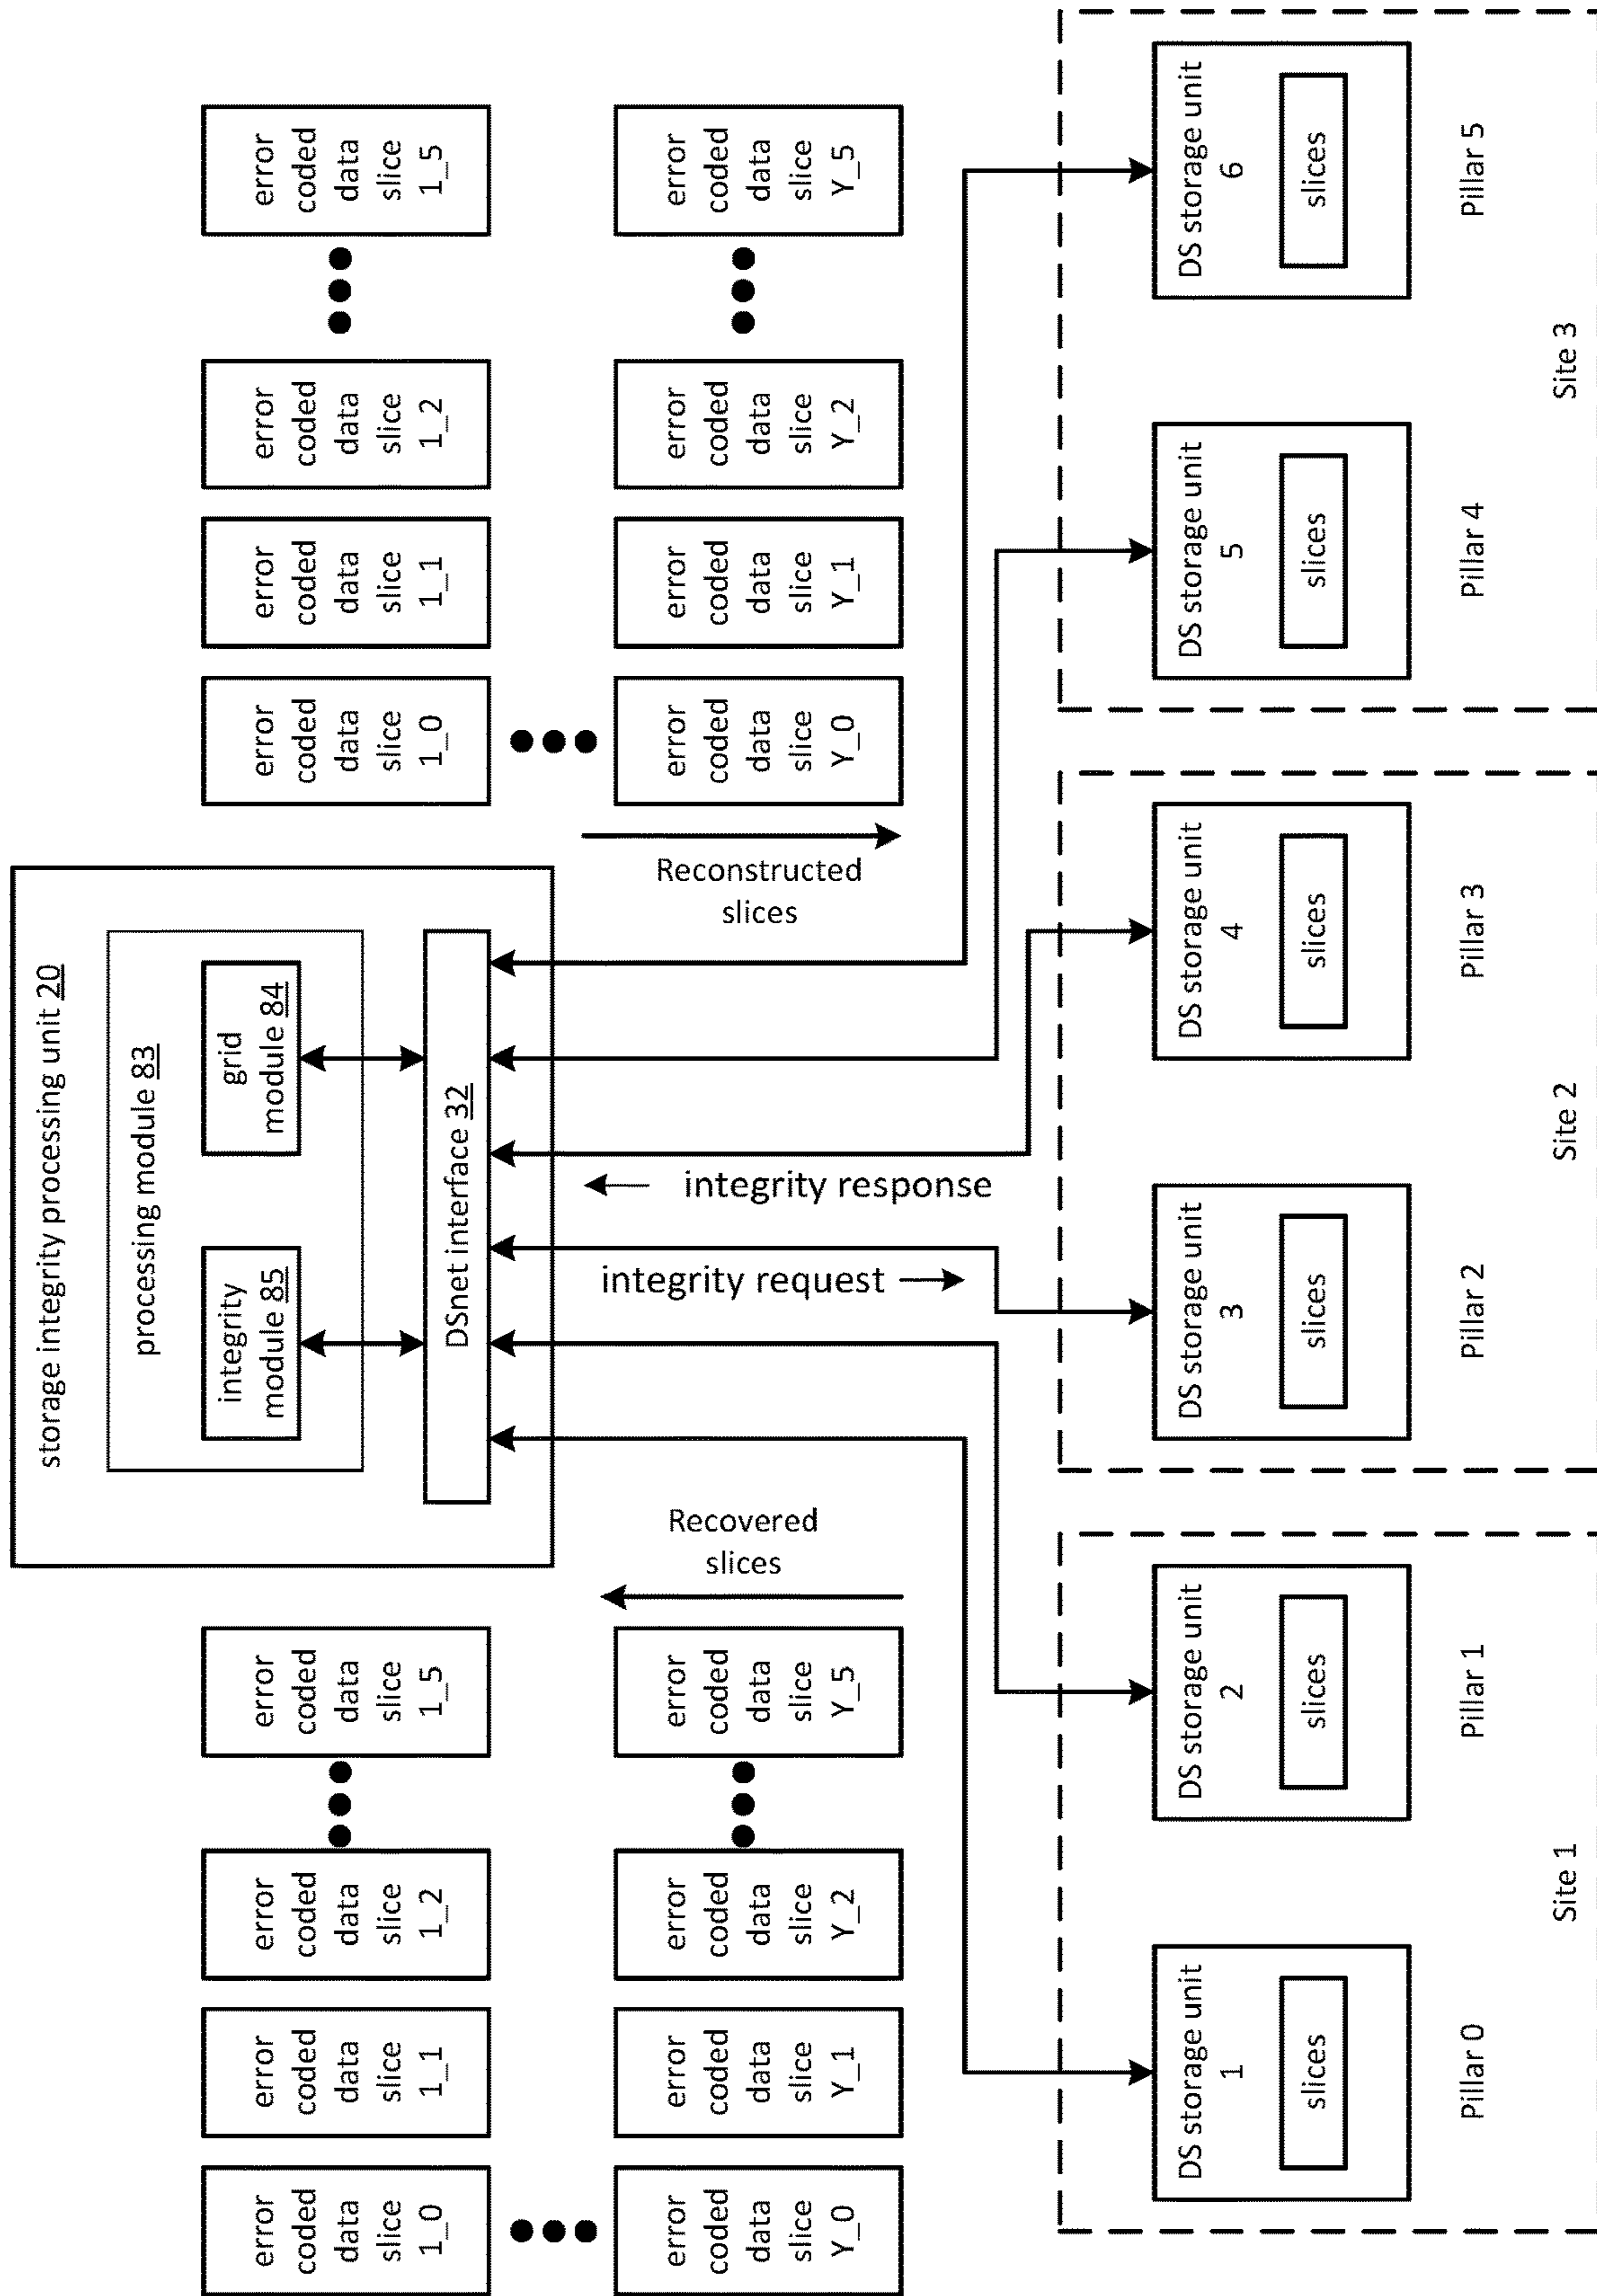 storage integrity processing unit 20
processing module 83
integrity
module 85
grid
module 84
DSnet interface 32
error
coded
data
slice
1_0
error
coded
data
slice
1_1
error
coded
data
slice
1_2
error
coded
data
slice
1_5
error
coded
data
slice
Y_0
error
coded
data
slice
Y_1
error
coded
data
slice
Y_2
error
coded
data
slice
Y_5
Recovered
slices
integrity request
integrity response
Reconstructed
slices
error
coded
data
slice
1_0
error
coded
data
slice
1_1
error
coded
data
slice
1_2
error
coded
data
slice
1_5
error
coded
data
slice
Y_0
error
coded
data
slice
Y_1
error
coded
data
slice
Y_2
error
coded
data
slice
Y_5
DS storage unit
1
slices
Pillar 0
DS storage unit
2
slices
Pillar 1
Site 1
DS storage unit
3
slices
Pillar 2
DS storage unit
4
slices
Pillar 3
Site 2
DS storage unit
5
slices
Pillar 4
DS storage unit
6
slices
Pillar 5
Site 3